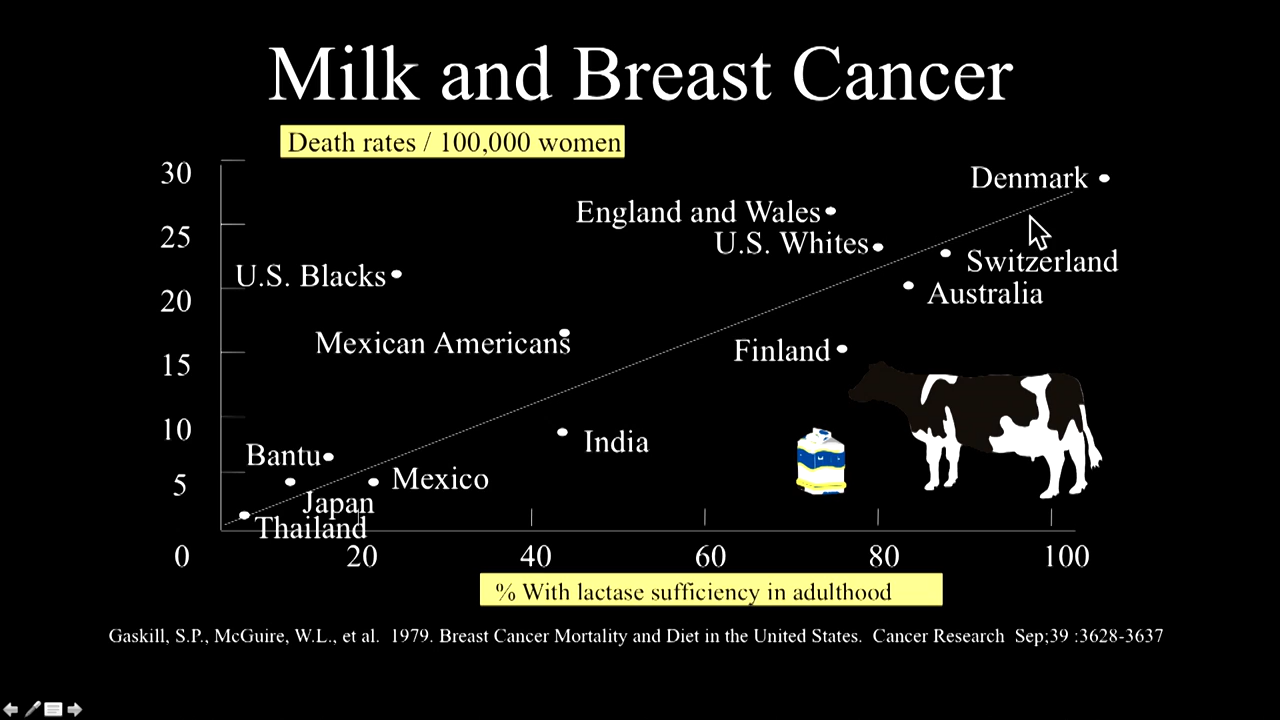 Milk and Breast Cancer
Death rates / 100,000 women
30
Denmark
England and Wales
25
U.S. Whites
Switzerland
U.S. Blacks
20
Australia
Mexican Americans
15
Finland
10
India
Bantu
5
Mexico
Japan
Thailand
0
20
40
60
80
100
% With lactase sufficiency in adulthood
Gaskill, S.P., McGuire, W.L., et al. 1979. Breast Cancer Mortality and Diet in the United States. Cancer Research Sep;39 :3628-3637